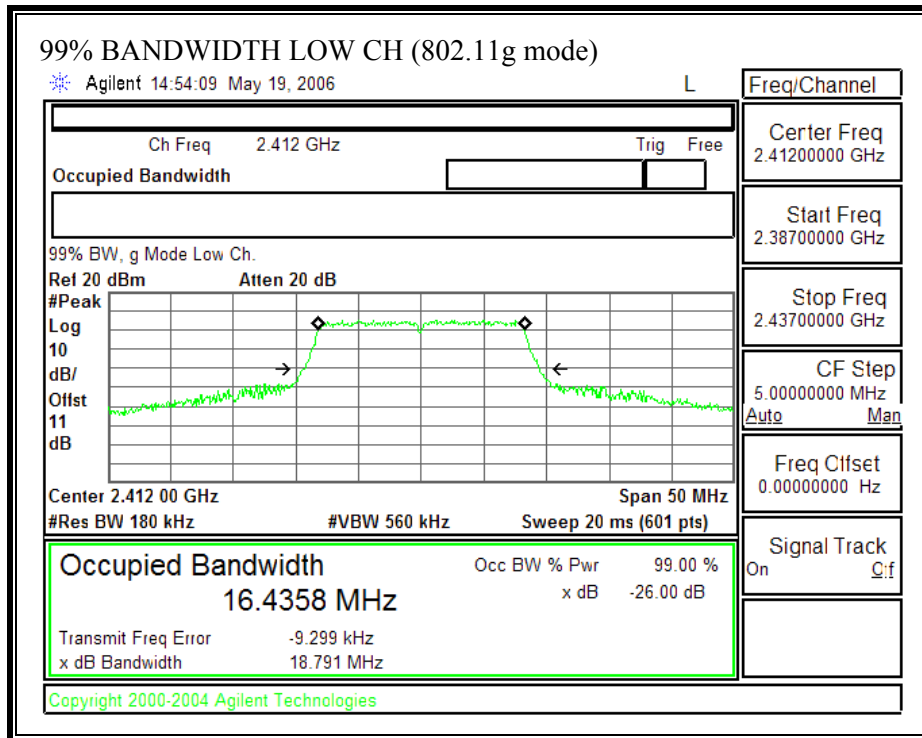 99% BANDWIDTH LOW CH (802.11g mode)
Agilent 14:54:09 May 19, 2006 L
Freq/Channel
Ch Freq 2.412 GHz Trig Free
Occupied Bandwidth
Center Freq
2.41200000 GHz
Start Freq
2.38700000 GHz
Stop Freq
2.43700000 GHz
CF Step
5.00000000 MHz
Auto Man
Freq Offset
0.00000000 Hz
Signal Track
On Off
99% BW, g Mode Low Ch.
Ref 20 dBm Atten 20 dB
#Peak
Log
10
dB/
Offst
11
dB
Center 2.412 00 GHz Span 50 MHz
#Res BW 180 kHz #VBW 560 kHz Sweep 20 ms (601 pts)
Occupied Bandwidth
16.4358 MHz
Occ BW % Pwr 99.00 %
x dB -26.00 dB
Transmit Freq Error -9.299 kHz
x dB Bandwidth 18.791 MHz
Copyright 2000-2004 Agilent Technologies